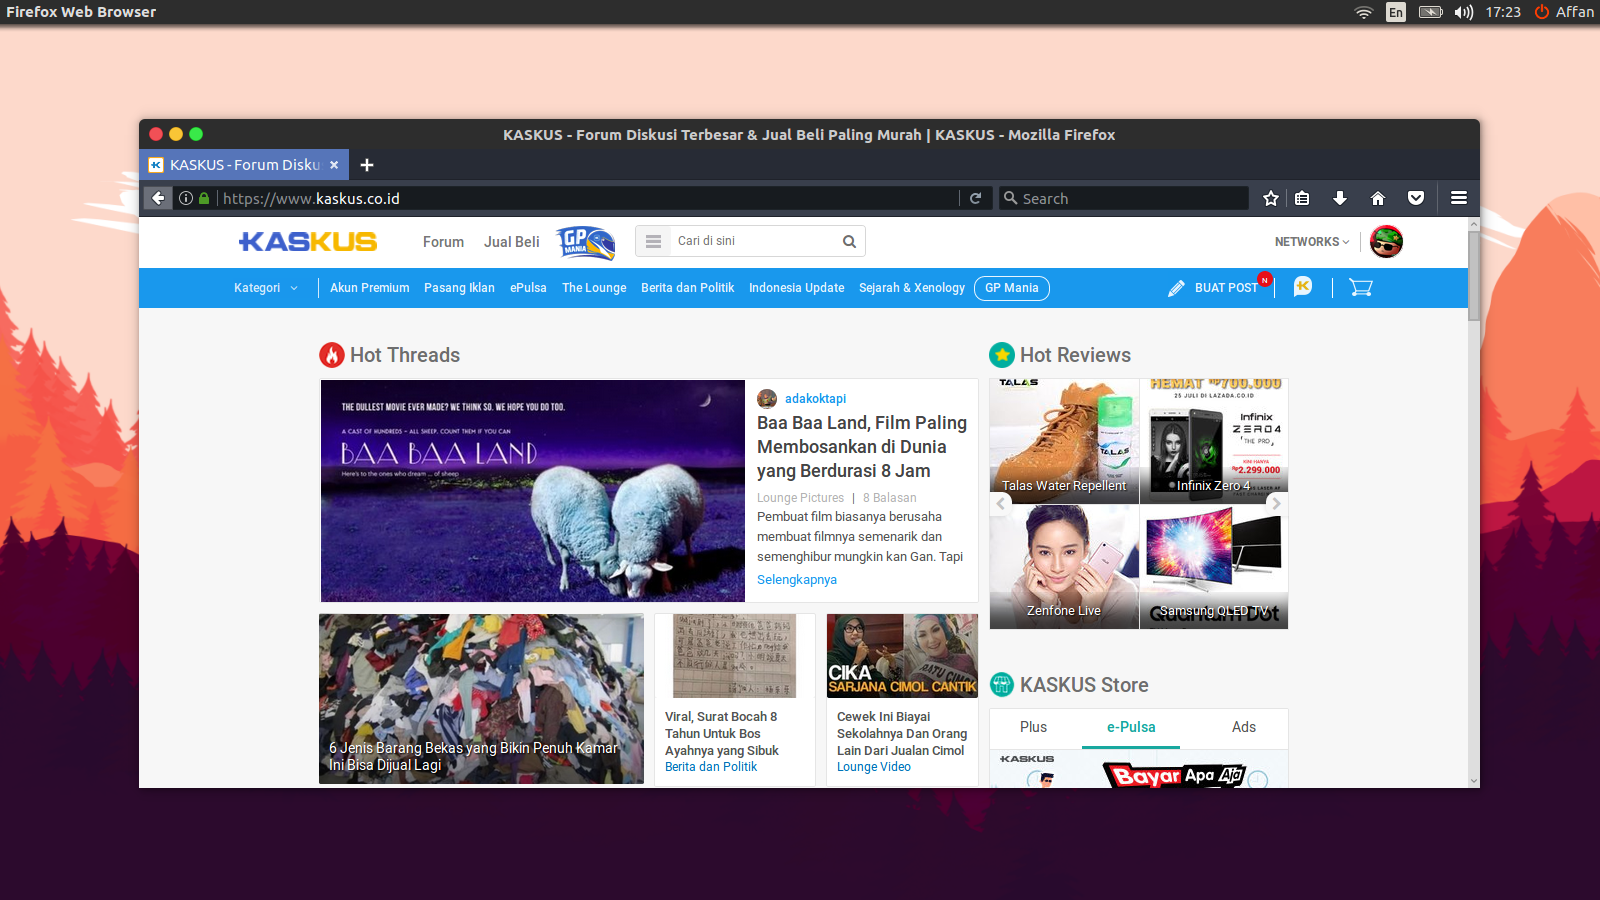 Firefox Web Browser
En
17:23
Affan
KASKUS - Forum Diskusi Terbesar & Jual Beli Paling Murah | KASKUS - Mozilla Firefox
KASKUS - Forum Disku
https://www.kaskus.co.id
Search
KASKUS
Forum
Jual Beli
GP
MANIA
Cari di sini
NETWORKS
Kategori
Akun Premium
Pasang Iklan
ePulsa
The Lounge
Berita dan Politik
Indonesia Update
Sejarah & Xenology
GP Mania
BUAT POST
N
Hot Threads
THE DULLEST MOVIE EVER MADE? WE THINK SO. WE HOPE YOU DO TOO.
A CAST OF HUNDREDS - ALL SHEEP. COUNT THEM IF YOU CAN
BAA BAA LAND
Here's to the ones who dream ... of sheep
adakoktapi
Baa Baa Land, Film Paling
Membosankan di Dunia
yang Berdurasi 8 Jam
Lounge Pictures | 8 Balasan
Pembuat film biasanya berusaha
membuat filmnya semenarik dan
semenghibur mungkin kan Gan. Tapi
Selengkapnya
6 Jenis Barang Bekas yang Bikin Penuh Kamar
Ini Bisa Dijual Lagi
Viral, Surat Bocah 8
Tahun Untuk Bos
Ayahnya yang Sibuk
Berita dan Politik
CIKA
SARJANA CIMOL CANTIK
Cewek Ini Biayai
Sekolahnya Dan Orang
Lain Dari Jualan Cimol
Lounge Video
Hot Reviews
TALAS
TALAS
Talas Water Repellent
HEMAT Rp700.000
25 JULI DI LAZADA.CO.ID
Infinix
ZERO4
THE PRO
KINI HANYA
Rp2.299.000
Infinix Zero 4
Zenfone Live
Samsung QLED TV
Quantum Dot
KASKUS Store
Plus
e-Pulsa
Ads
KASKUS
Bayar Apa Aja